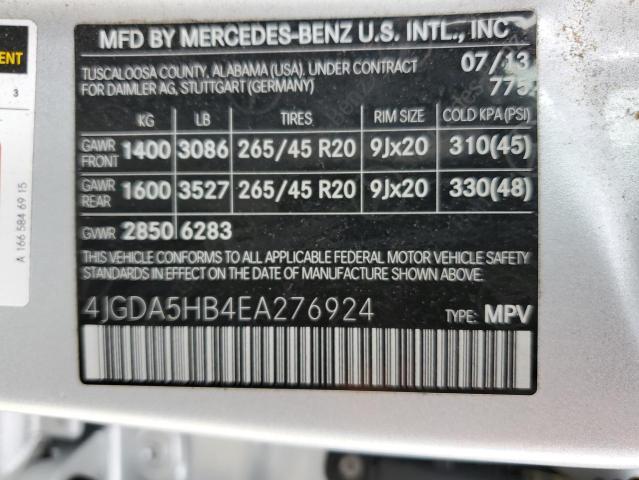 MFD BY MERCEDES-BENZ U.S. INTL., INC
TUSCALOOSA COUNTY, ALABAMA (USA), UNDER CONTRACT 07/13
FOR DAIMLER AG, STUTTGART (GERMANY) 775
KG LB TIRES RIM SIZE COLD KPA(PSI)
GAWR FRONT 1400 3086 265/45 R20 9Jx20 310(45)
GAWR REAR 1600 3527 265/45 R20 9Jx20 330(48)
GVWR 2850 6283
THIS VEHICLE CONFORMS TO ALL APPLICABLE FEDERAL MOTOR VEHICLE SAFETY
STANDARDS IN EFFECT ON THE DATE OF MANUFACTURE SHOWN ABOVE.
4JGDA5HB4EA276924 TYPE: MPV
3
A 166 584 69 15